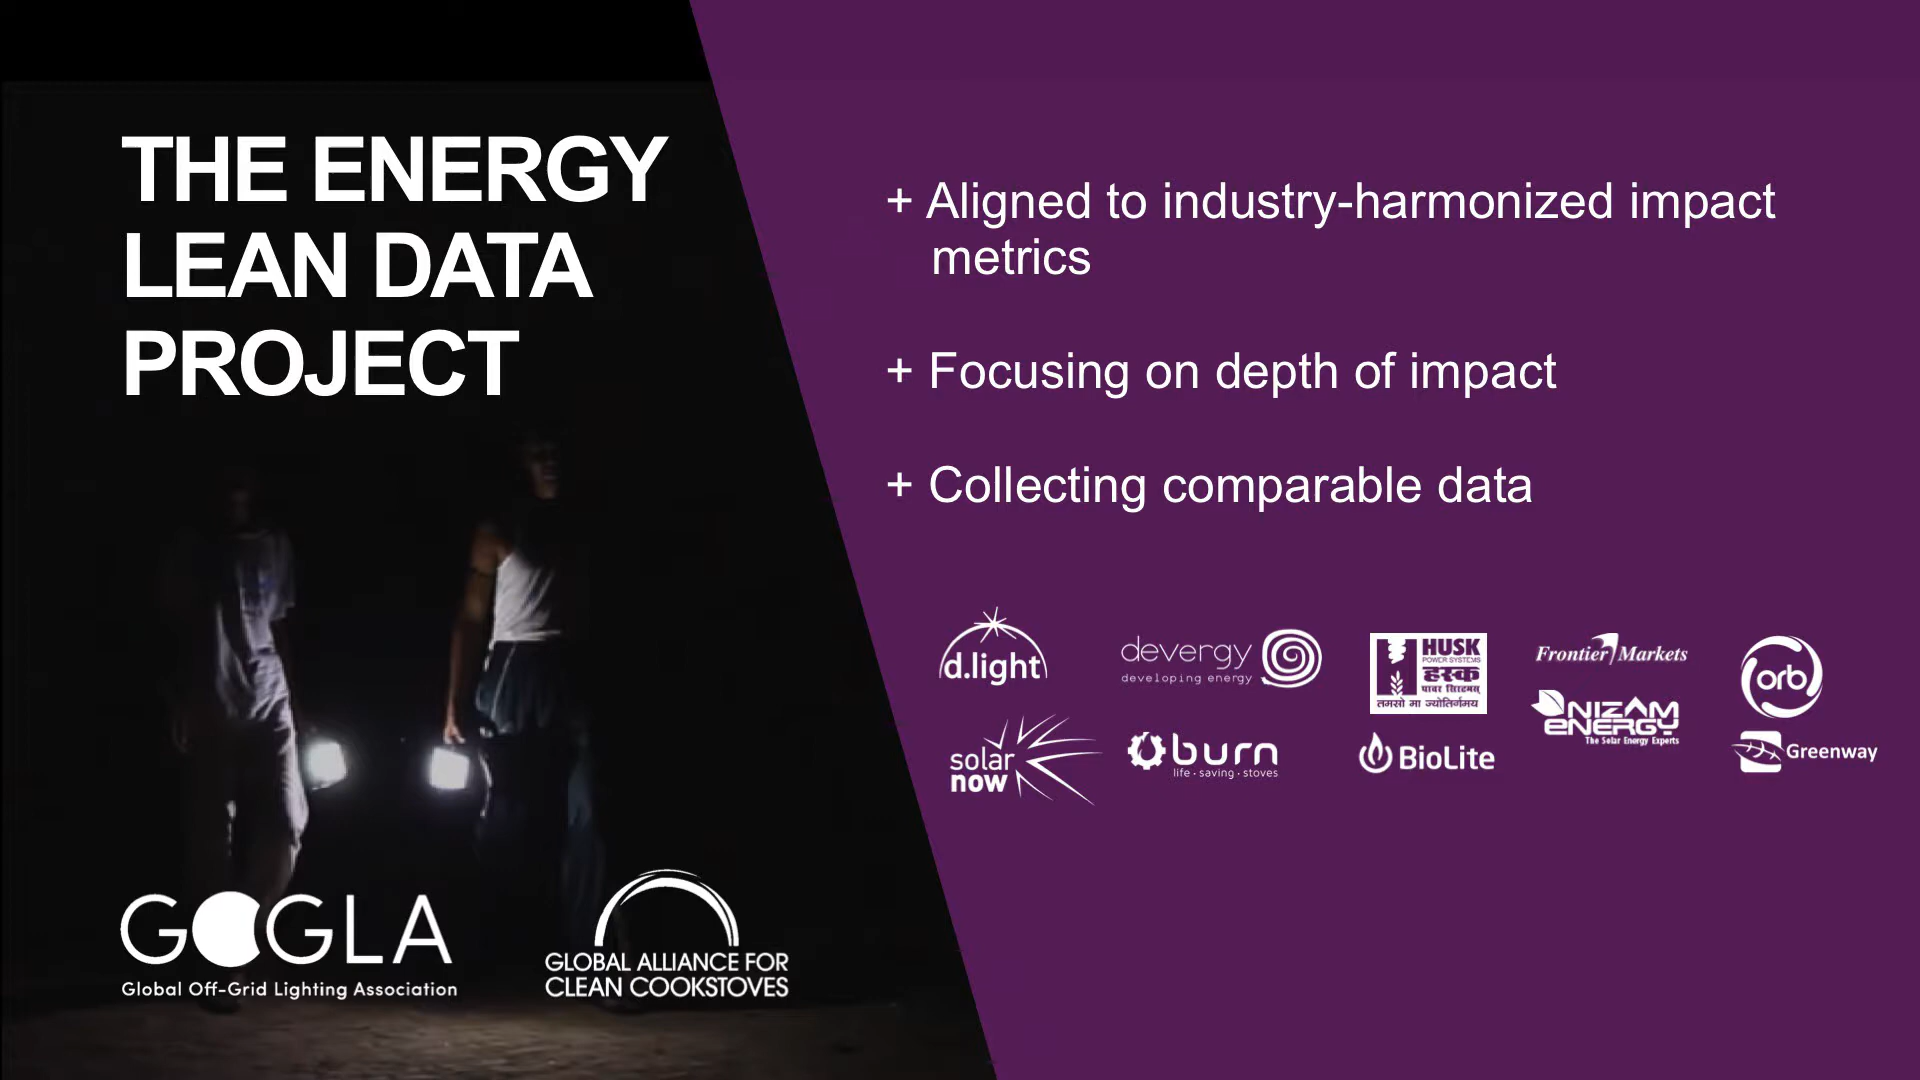 THE ENERGY
LEAN DATA
PROJECT
+ Aligned to industry-harmonized impact
metrics
+ Focusing on depth of impact
+ Collecting comparable data
d.light
devergy
developing energy
HUSK
POWER SYSTEMS
हस्क
पावर सिस्टम्स्
तमसो मा ज्योतिर्गमय
Frontier Markets
orb
NIZAM
ENERGY
The Solar Energy Experts
solar
now
burn
life·saving·stoves
BioLite
Greenway
GOGLA
Global Off-Grid Lighting Association
GLOBAL ALLIANCE FOR
CLEAN COOKSTOVES